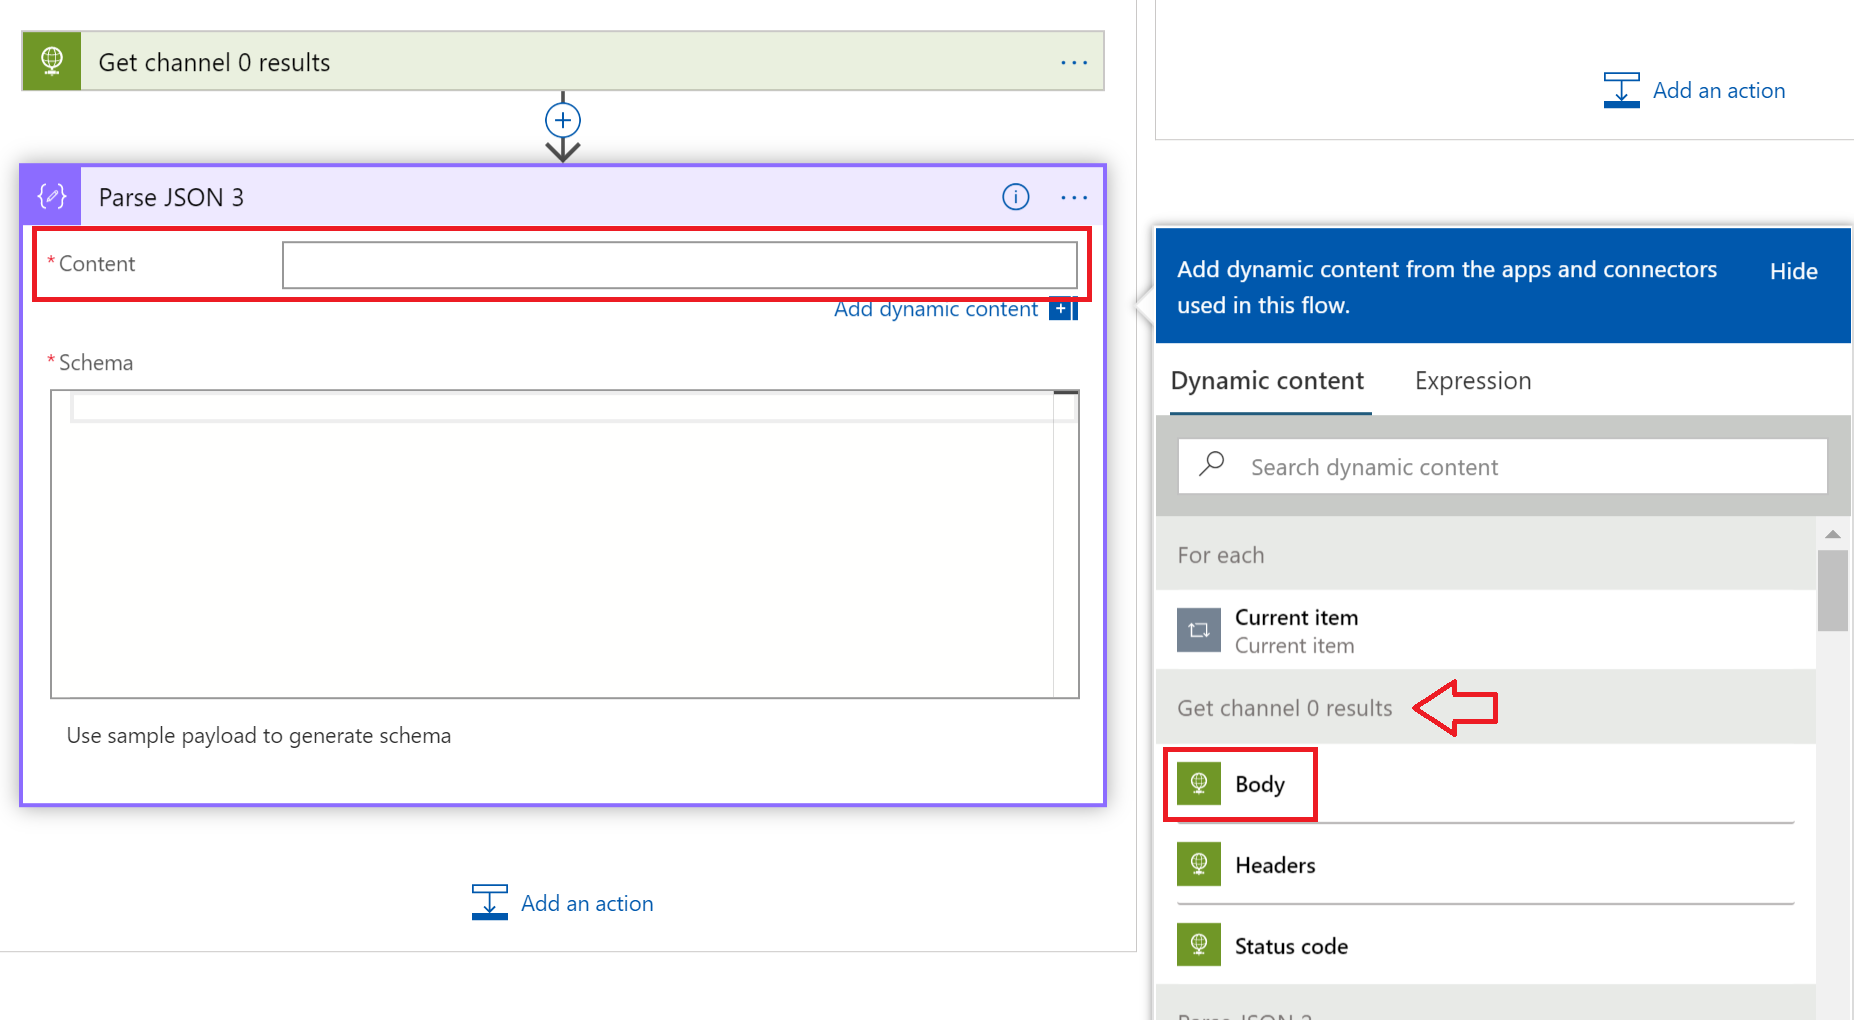 Get channel 0 results
Parse JSON 3
* Content
Add dynamic content
* Schema
Use sample payload to generate schema
Add an action
Add an action
Add dynamic content from the apps and connectors
used in this flow.
Hide
Dynamic content
Expression
Search dynamic content
For each
Current item
Current item
Get channel 0 results
Body
Headers
Status code